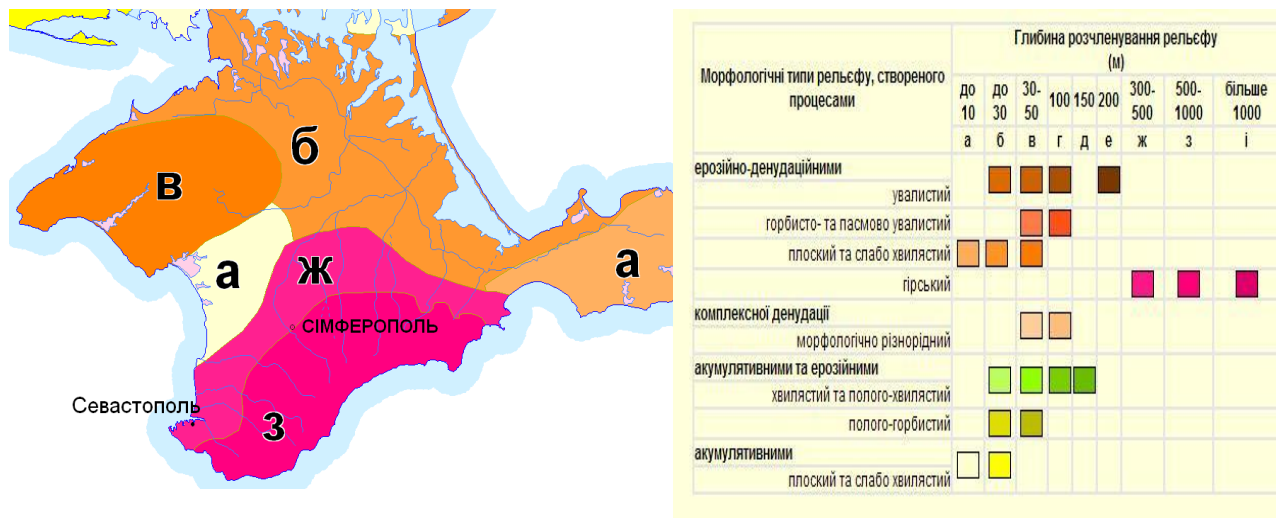 б
в
а
ж
а
СІМФЕРОПОЛЬ
Севастополь
з
Морфологічні типи рельєфу, створеного
процесами
Глибина розчленування рельєфу
(м)
до 10
до 30
30-50
100
150
200
300-500
500-1000
більше 1000
а б в г д е ж з і
ерозійно-денудаційними
увалистий
горбисто- та пасмово увалистий
плоский та слабо хвилястий
гірський
комплексної денудації
морфологічно різнорідний
акумулятивними та ерозійними
хвилястий та полого-хвилястий
полого-горбистий
акумулятивними
плоский та слабо хвилястий